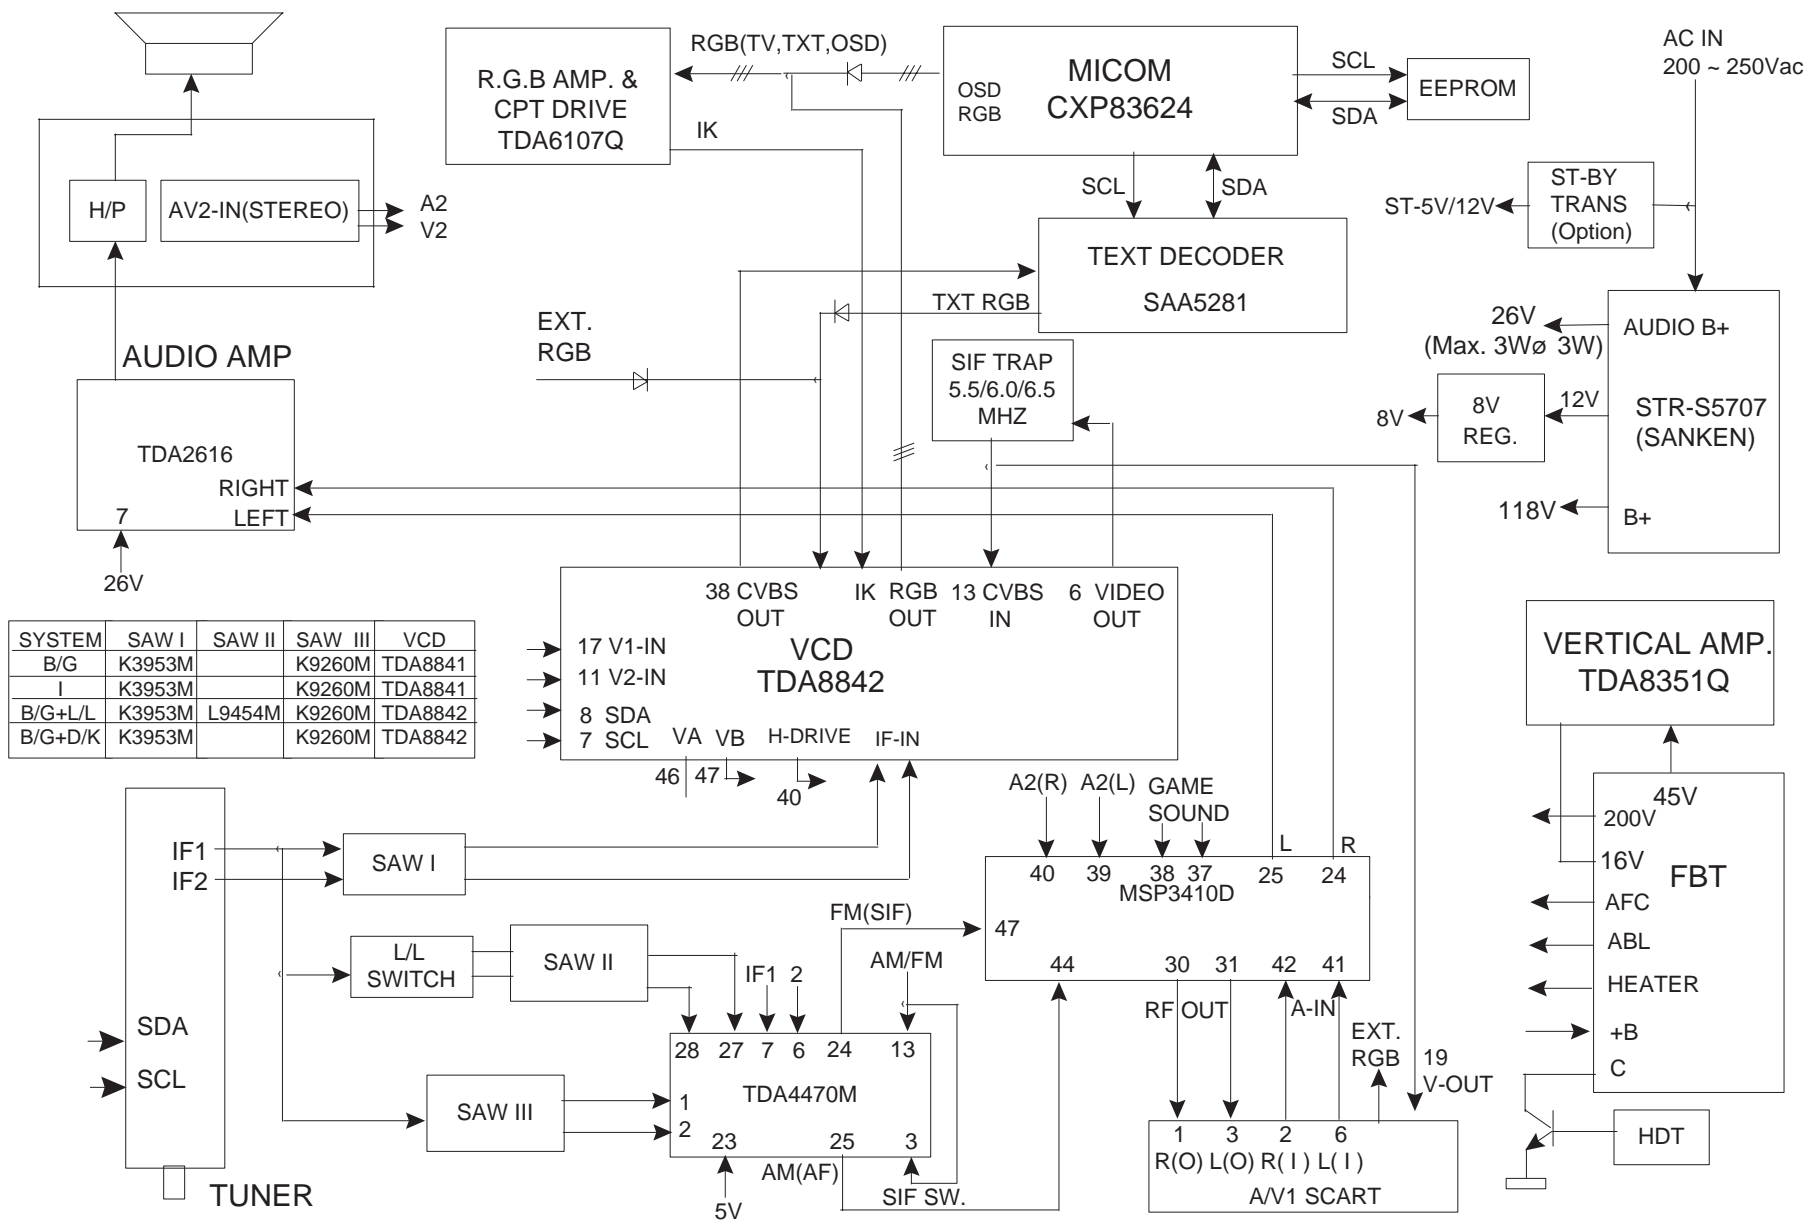 R.G.B AMP. &
CPT DRIVE
TDA6107Q
RGB(TV,TXT,OSD)
IK
OSD
RGB
MICOM
CXP83624
SCL
SDA
EEPROM
AC IN
200 ~ 250Vac
H/P
AV2-IN(STEREO)
A2
V2
SCL
SDA
ST-5V/12V
ST-BY
TRANS
(Option)
TEXT DECODER
SAA5281
TXT RGB
EXT.
RGB
AUDIO AMP
TDA2616
RIGHT
LEFT
7
26V
SIF TRAP
5.5/6.0/6.5
MHZ
26V
(Max. 3Wø 3W)
AUDIO B+
8V
8V
REG.
12V
STR-S5707
(SANKEN)
118V
B+
38 CVBS
OUT
IK
RGB
OUT
13 CVBS
IN
6 VIDEO
OUT
VCD
TDA8842
17 V1-IN
11 V2-IN
8 SDA
7 SCL
VA
VB
H-DRIVE
IF-IN
46
47
40
SYSTEM SAW I SAW II SAW III VCD
B/G K3953M K9260M TDA8841
I K3953M K9260M TDA8841
B/G+L/L K3953M L9454M K9260M TDA8842
B/G+D/K K3953M K9260M TDA8842
VERTICAL AMP.
TDA8351Q
45V
200V
16V
FBT
AFC
ABL
HEATER
+B
C
HDT
IF1
IF2
SDA
SCL
TUNER
SAW I
L/L
SWITCH
SAW II
SAW III
IF1 2
28 27 7 6 24 13
TDA4470M
1
2
23 25 3
5V
AM(AF)
SIF SW.
FM(SIF)
AM/FM
A2(R) A2(L) GAME
SOUND
L
R
40 39 38 37 25 24
MSP3410D
47
44 30 31 42 41
RF OUT
A-IN
EXT.
RGB
19
V-OUT
1 3 2 6
R(O) L(O) R( I ) L( I )
A/V1 SCART